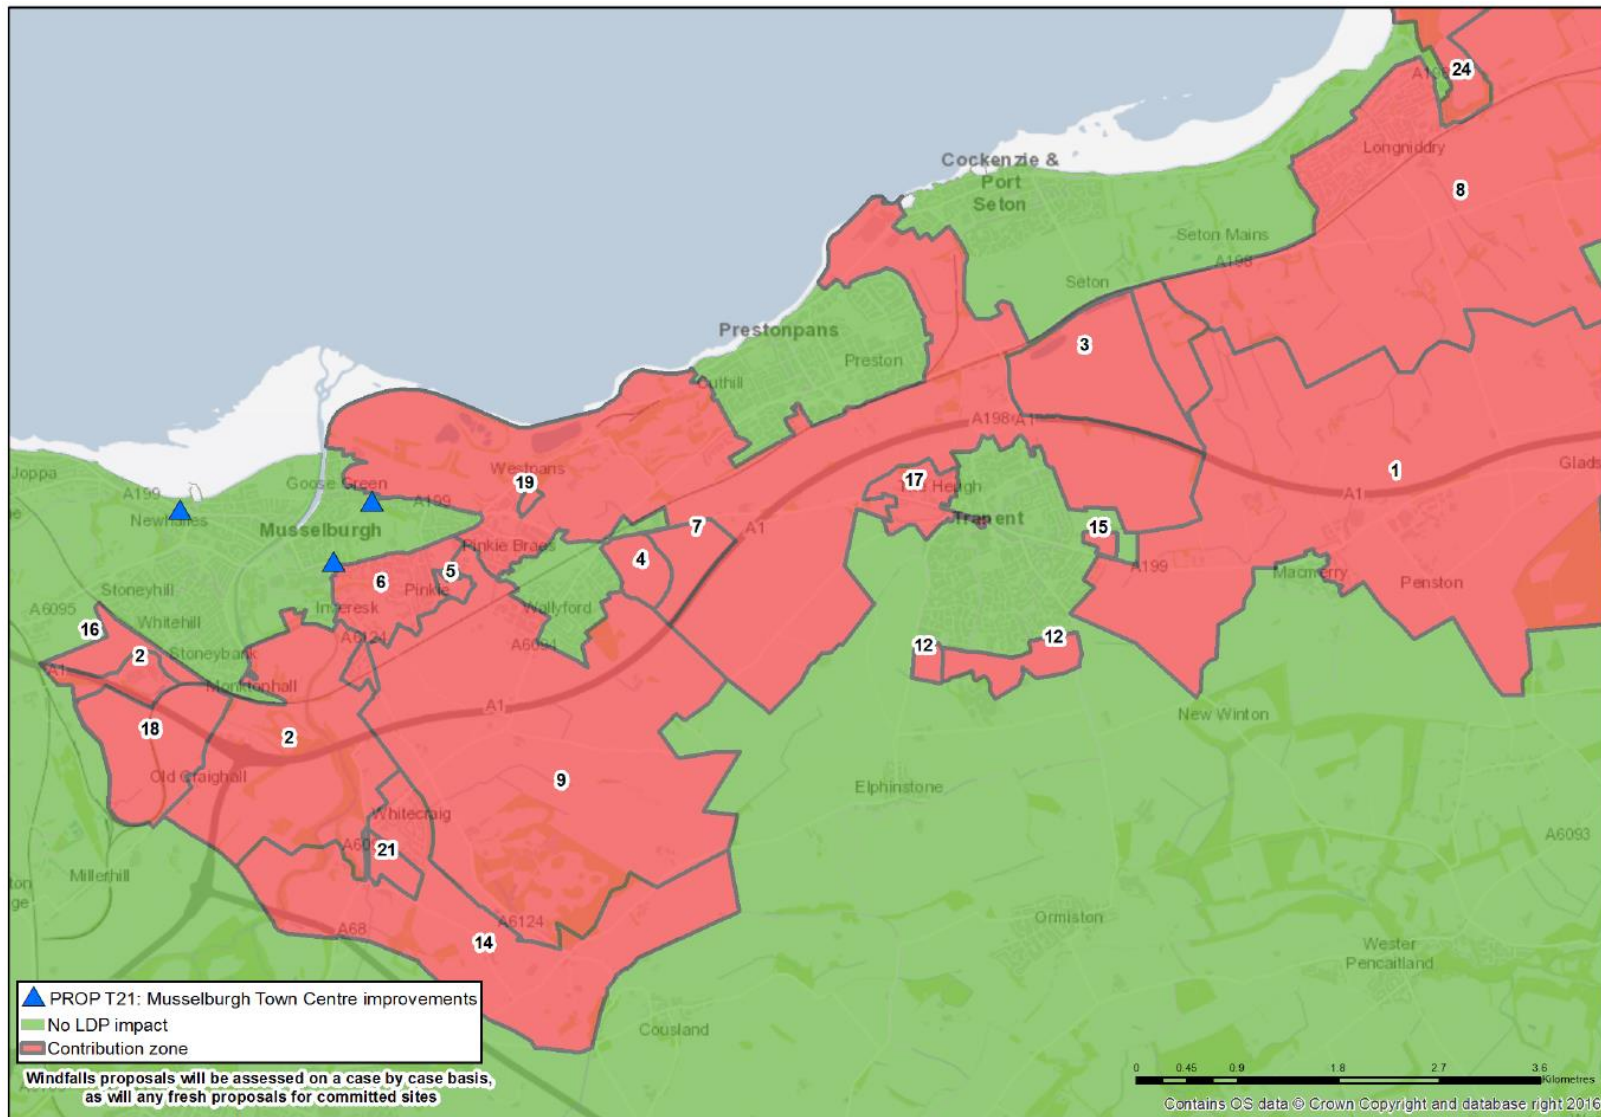 24
A198
Longniddry
8
Cockenzie &
Port
Seton
Seton Mains
A198
Seton
Prestonpans
Preston
3
Cuthill
A198
A1
1
Glads
Westpans
19
17
Tranent
Joppa
A199
Goose Green
A199
Newhailes
Musselburgh
7
A1
A1
15
Pinkie Braes
4
A199
Macmerry
Penston
Stoneyhill
6
5
Pinkie
Inveresk
Wallyford
A6095
Whitehill
16
A6124
A6094
2
Stoneybank
12
12
A1
Monktonhall
A1
New Winton
18
2
Old Craighall
9
Elphinstone
Whitecraig
21
A6093
Millerhill
A6124
A68
14
Ormiston
Wester
Pencaitland
Cousland
PROP T21: Musselburgh Town Centre improvements
No LDP impact
Contribution zone
Windfalls proposals will be assessed on a case by case basis,
as will any fresh proposals for committed sites
0 0.45 0.9 1.8 2.7 3.6
Kilometres
Contains OS data © Crown Copyright and database right 2016